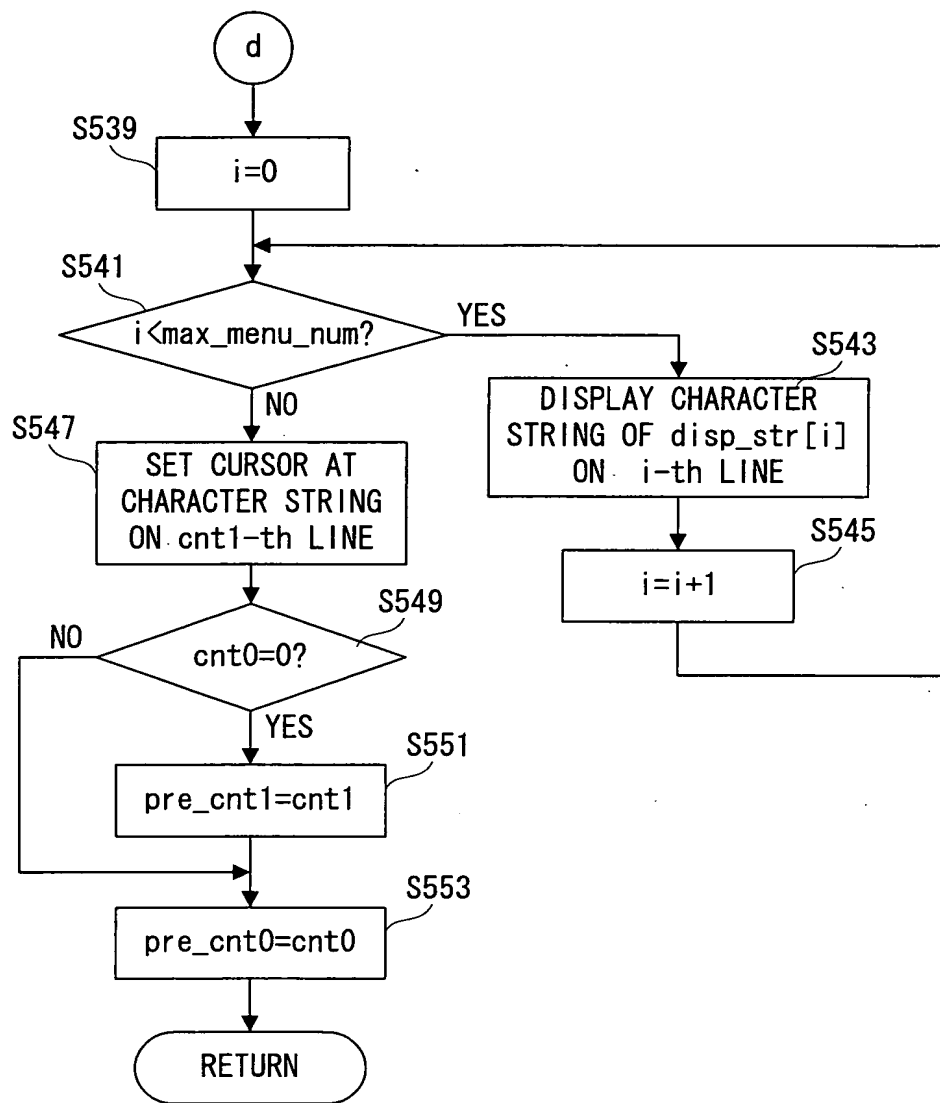 d
S539
i=0
S541
i<max_menu_num?
YES
S543
DISPLAY CHARACTER
STRING OF disp_str[i]
ON i-th LINE
S545
i=i+1
NO
S547
SET CURSOR AT
CHARACTER STRING
ON cnt1-th LINE
S549
cnt0=0?
NO
YES
S551
pre_cnt1=cnt1
S553
pre_cnt0=cnt0
RETURN